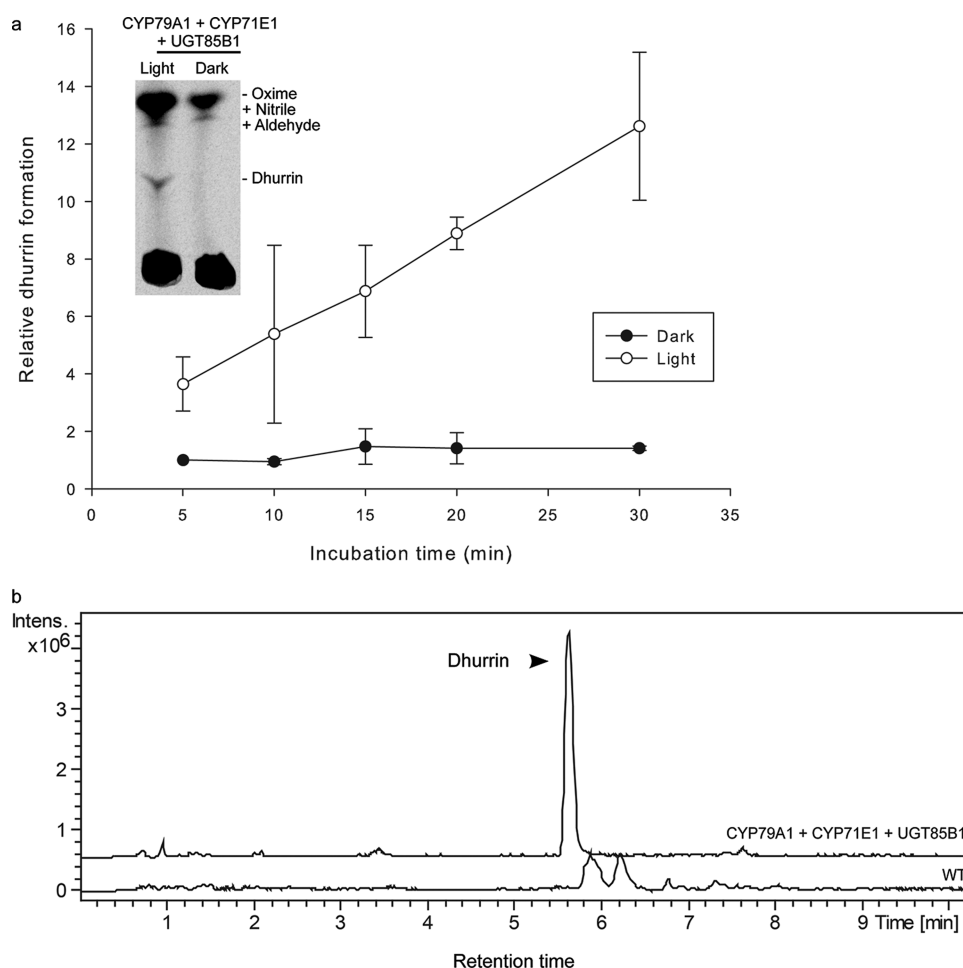 a
CYP79A1 + CYP71E1
+ UGT85B1
Light Dark
- Oxime
+ Nitrile
+ Aldehyde
- Dhurrin
Relative dhurrin formation
16
14
12
10
8
6
4
2
0
Dark
Light
0 5 10 15 20 25 30 35
Incubation time (min)
b
Intens.
x10⁶
Dhurrin
3
2
1
0
CYP79A1 + CYP71E1 + UGT85B1
WT
1 2 3 4 5 6 7 8 9 Time [min]
Retention time